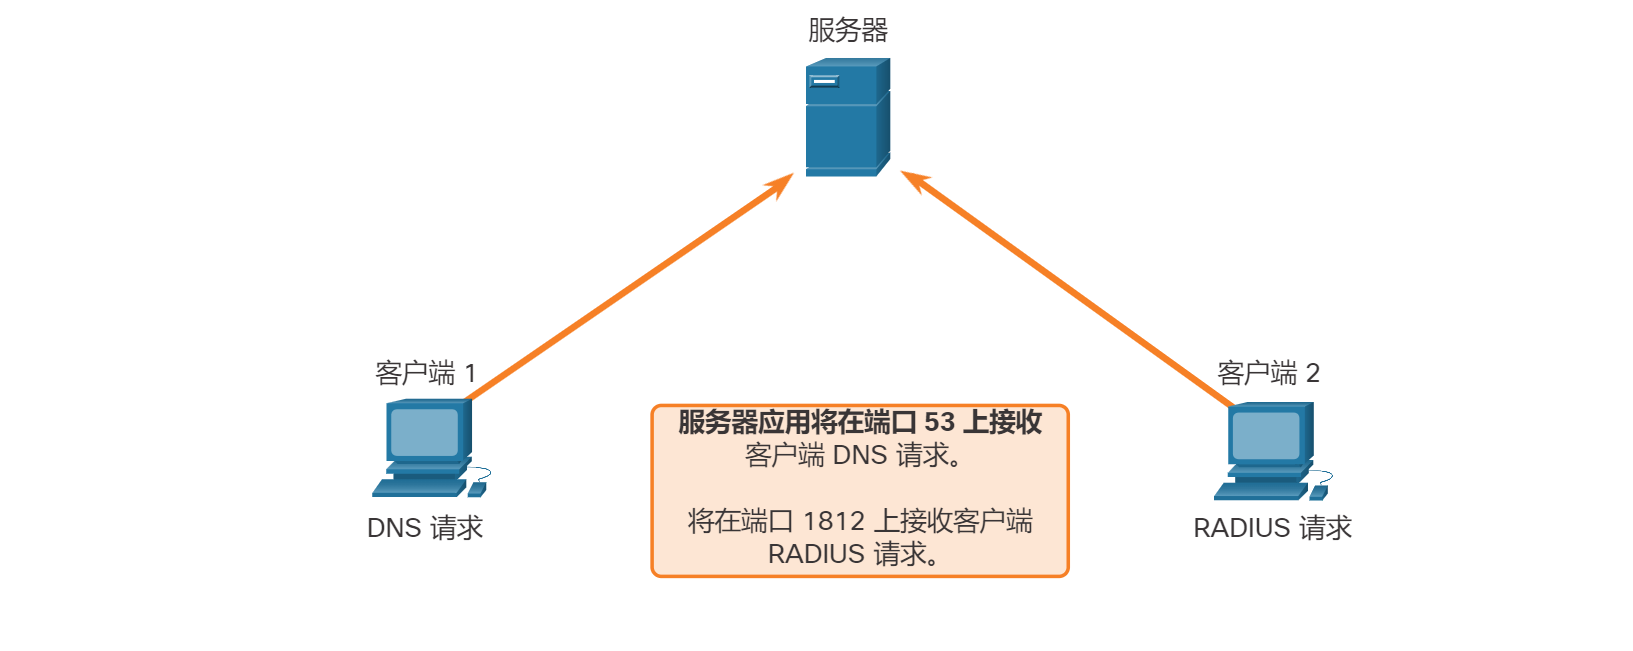 服务器
客户端 1
客户端 2
服务器应用将在端口 53 上接收
客户端 DNS 请求。
将在端口 1812 上接收客户端
RADIUS 请求。
DNS 请求
RADIUS 请求